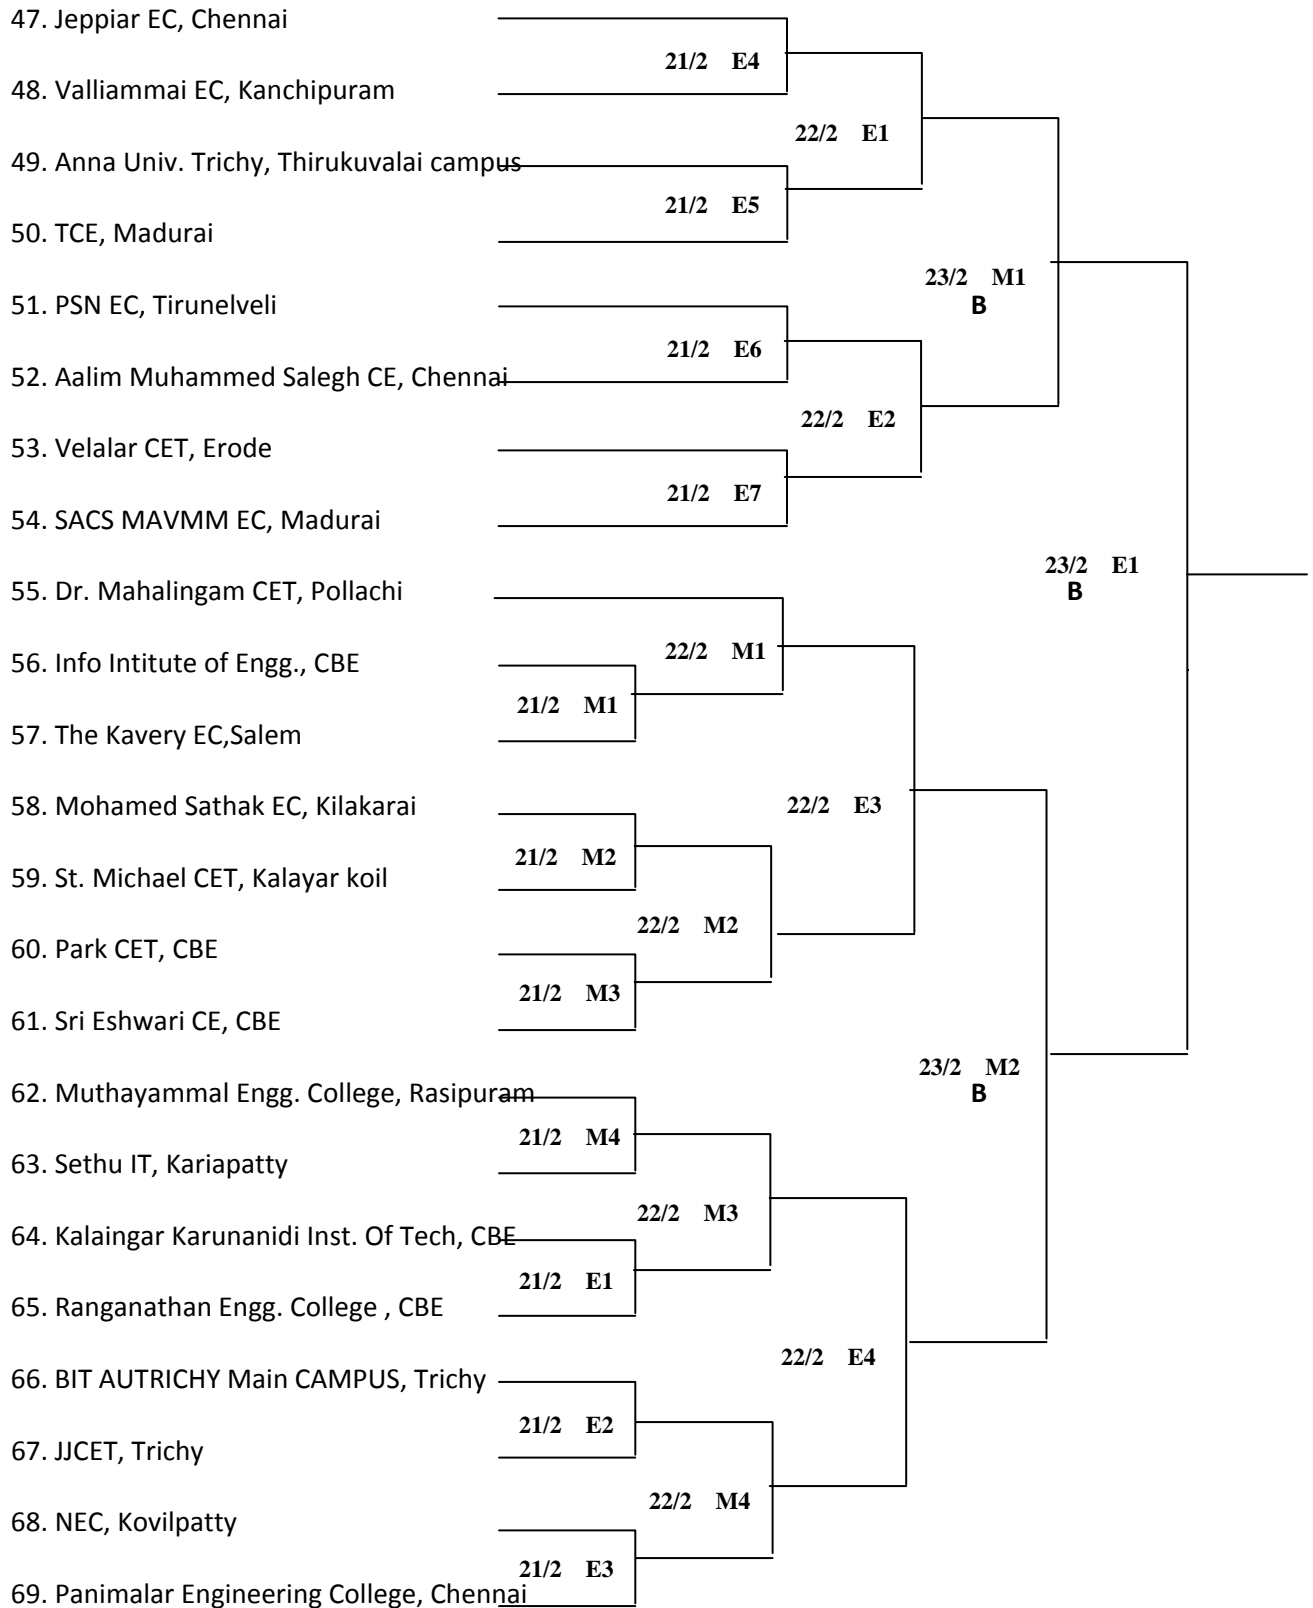 47. Jeppiar EC, Chennai
21/2 E4
48. Valliammai EC, Kanchipuram
22/2 E1
49. Anna Univ. Trichy, Thirukuvalai campus
21/2 E5
50. TCE, Madurai
23/2 M1
B
51. PSN EC, Tirunelveli
21/2 E6
52. Aalim Muhammed Salegh CE, Chennai
22/2 E2
53. Velalar CET, Erode
21/2 E7
54. SACS MAVMM EC, Madurai
23/2 E1
B
55. Dr. Mahalingam CET, Pollachi
22/2 M1
56. Info Intitute of Engg., CBE
21/2 M1
57. The Kavery EC,Salem
58. Mohamed Sathak EC, Kilakarai
22/2 E3
21/2 M2
59. St. Michael CET, Kalayar koil
22/2 M2
60. Park CET, CBE
21/2 M3
61. Sri Eshwari CE, CBE
23/2 M2
B
62. Muthayammal Engg. College, Rasipuram
21/2 M4
63. Sethu IT, Kariapatty
22/2 M3
64. Kalaingar Karunanidi Inst. Of Tech, CBE
21/2 E1
65. Ranganathan Engg. College , CBE
22/2 E4
66. BIT AUTRICHY Main CAMPUS, Trichy
21/2 E2
67. JJCET, Trichy
22/2 M4
68. NEC, Kovilpatty
21/2 E3
69. Panimalar Engineering College, Chennai